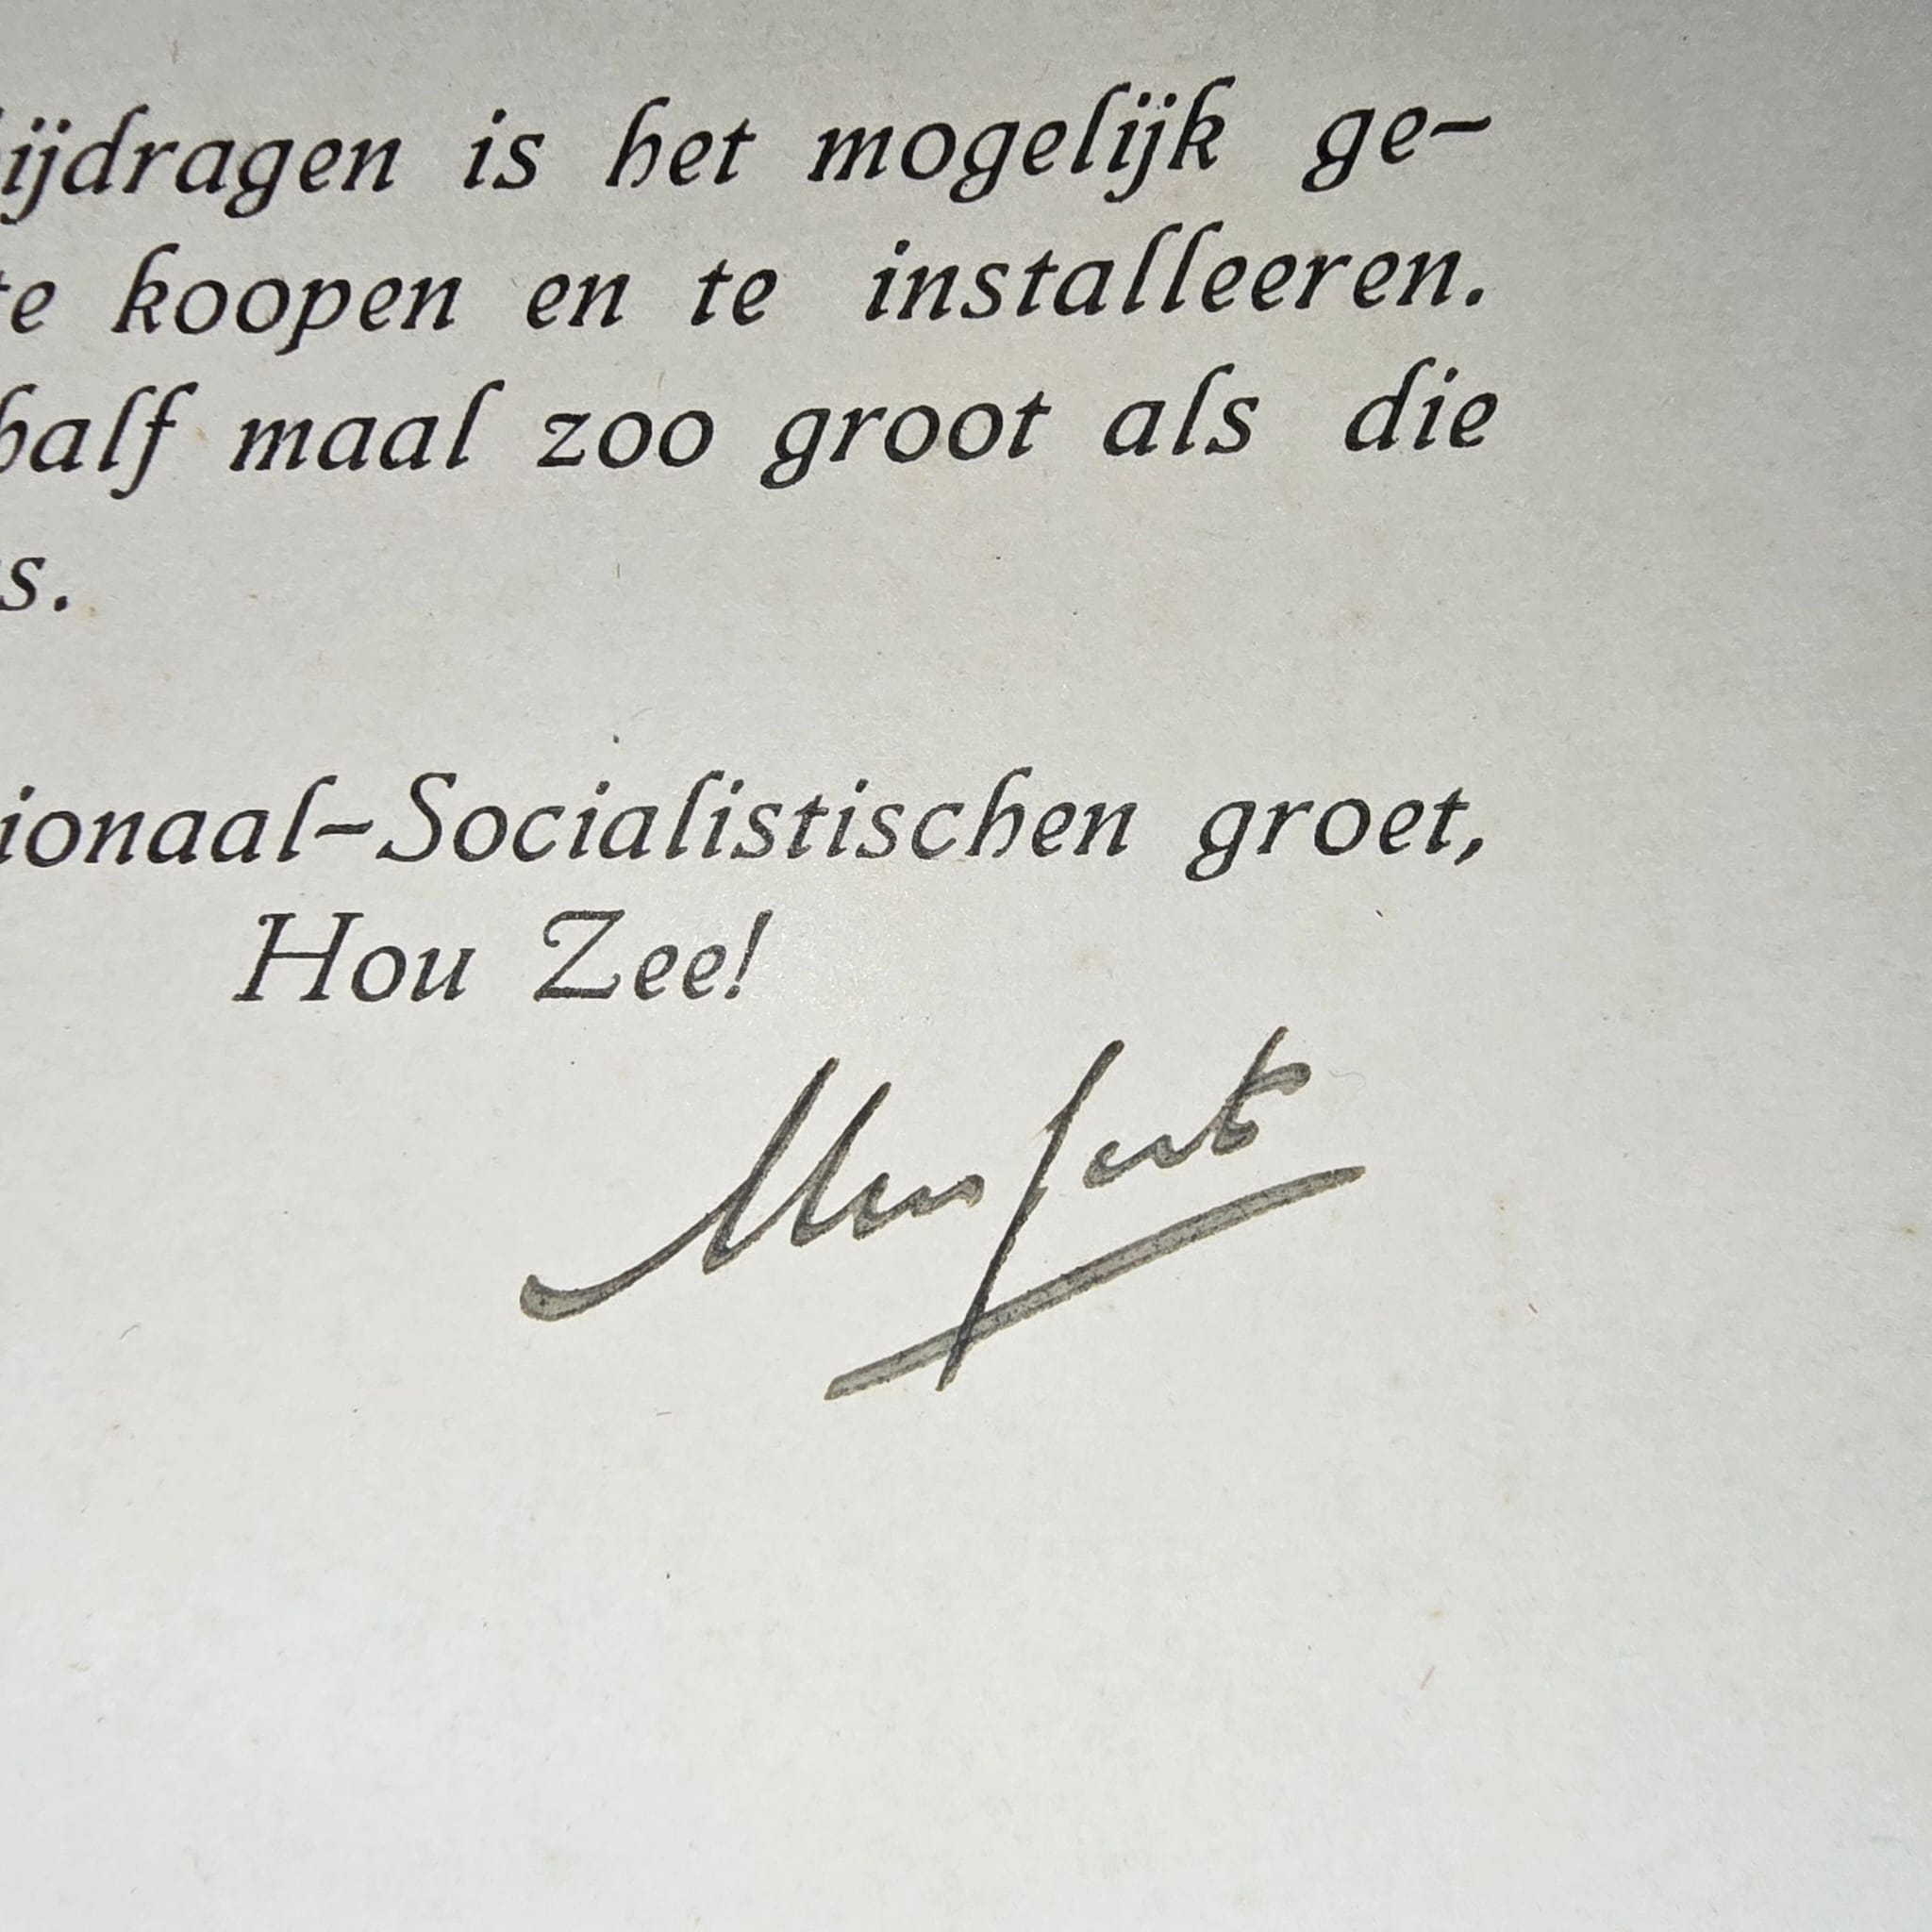 ijdragen is het mogelijk ge-
te koopen en te installeeren.
half maal zoo groot als die
s.
ionaal-Socialistischen groet,
Hou Zee!